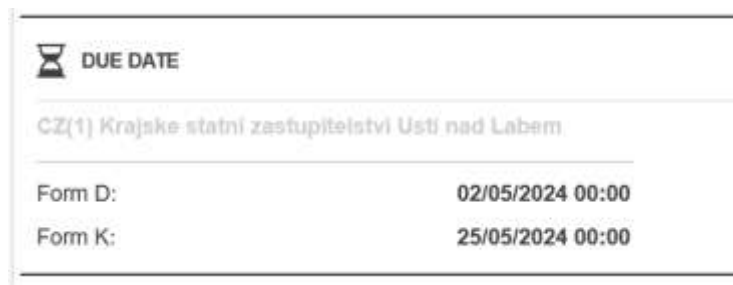 DUE DATE
CZ(1) Krajske statni zastupitelstvi Usti nad Labem
Form D: 02/05/2024 00:00
Form K: 25/05/2024 00:00